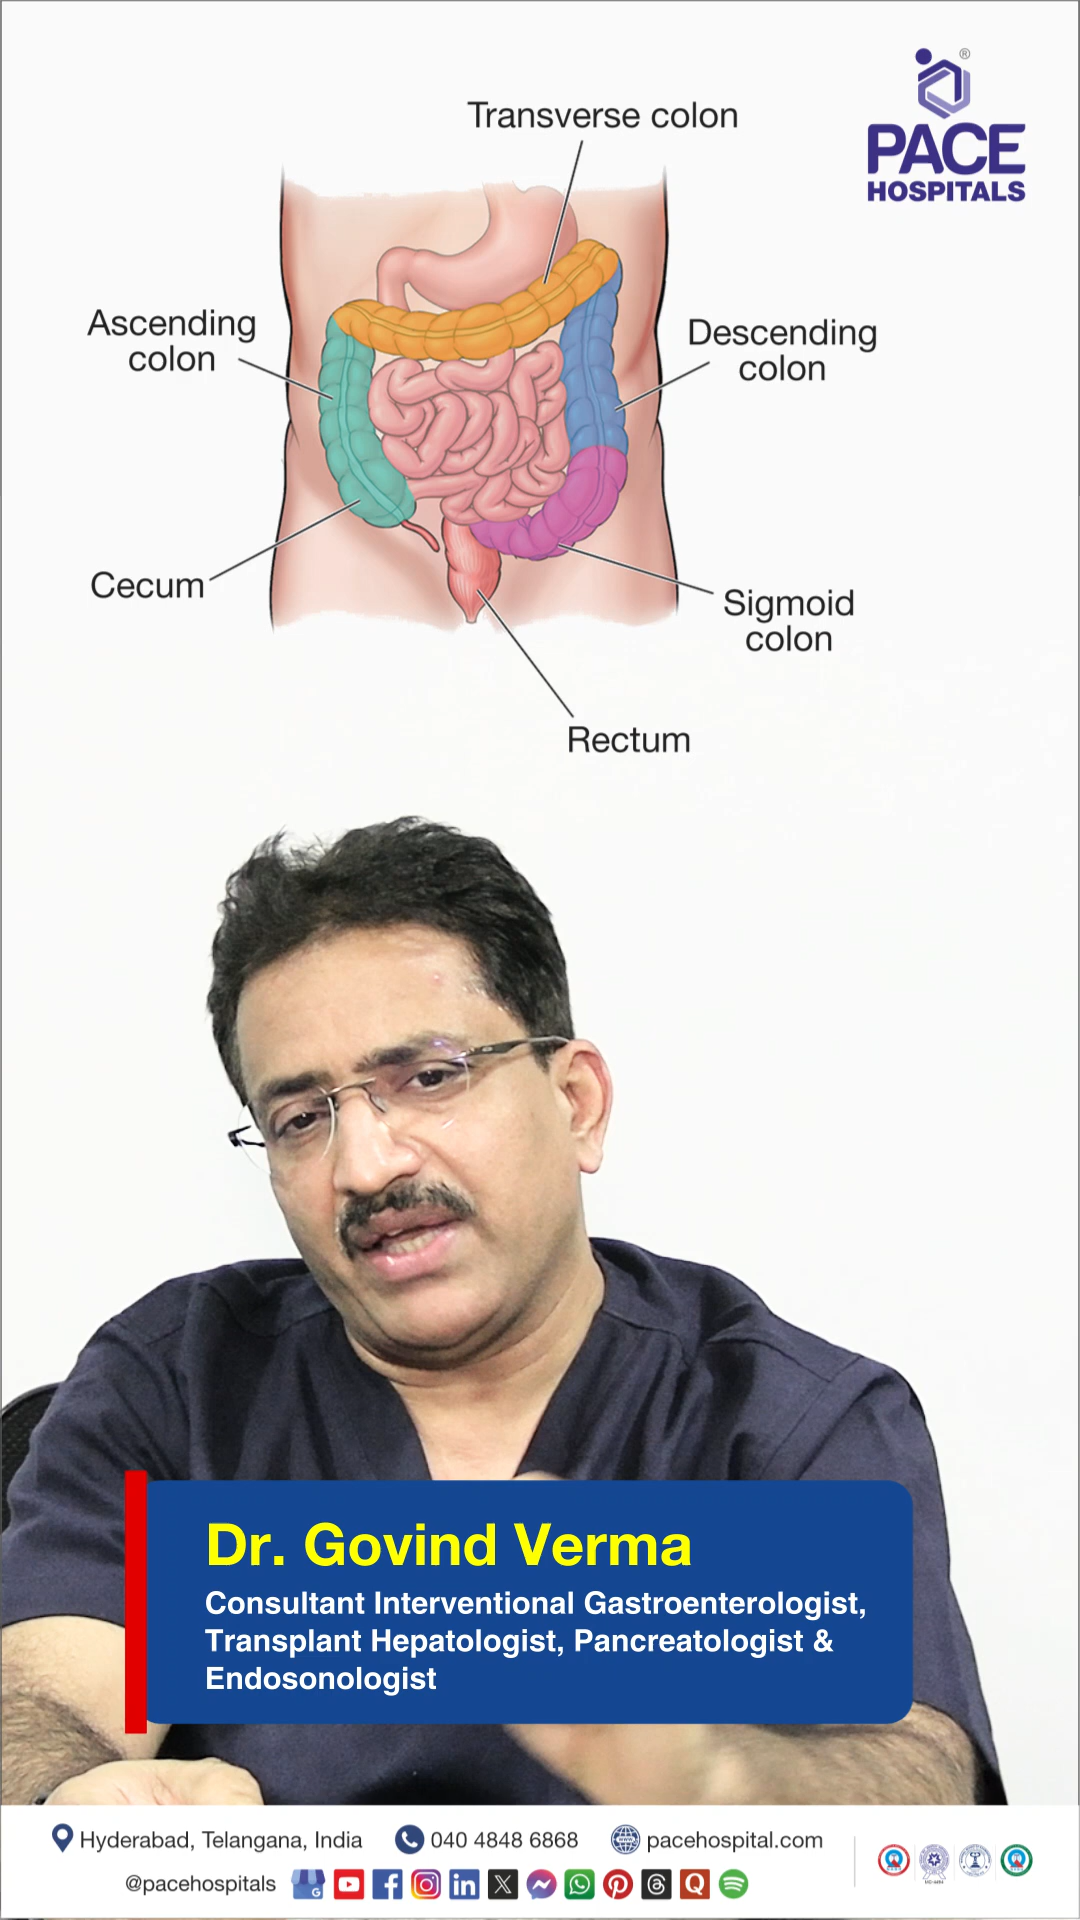 ®
PACE
HOSPITALS
Transverse colon
Ascending
colon
Descending
colon
Cecum
Sigmoid
colon
Rectum
Dr. Govind Verma
Consultant Interventional Gastroenterologist,
Transplant Hepatologist, Pancreatologist &
Endosonologist
Hyderabad, Telangana, India 040 4848 6868 pacehospital.com
@pacehospitals